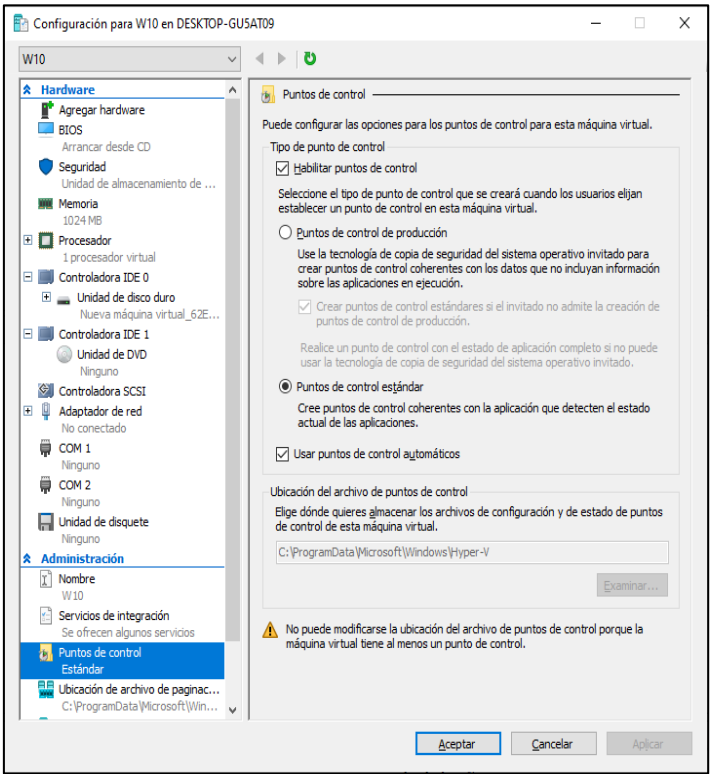 Configuración para W10 en DESKTOP-GU5AT09
W10
Hardware
Agregar hardware
BIOS
Arrancar desde CD
Seguridad
Unidad de almacenamiento de ...
Memoria
1024 MB
Procesador
1 procesador virtual
Controladora IDE 0
Unidad de disco duro
Nueva máquina virtual_62E...
Controladora IDE 1
Unidad de DVD
Ninguno
Controladora SCSI
Adaptador de red
No conectado
COM 1
Ninguno
COM 2
Ninguno
Unidad de disquete
Ninguno
Administración
Nombre
W10
Servicios de integración
Se ofrecen algunos servicios
Puntos de control
Estándar
Ubicación de archivo de paginac...
C:\ProgramData\Microsoft\Win...
Puntos de control
Puede configurar las opciones para los puntos de control para esta máquina virtual.
Tipo de punto de control
Habilitar puntos de control
Seleccione el tipo de punto de control que se creará cuando los usuarios elijan
establecer un punto de control en esta máquina virtual.
Puntos de control de producción
Use la tecnología de copia de seguridad del sistema operativo invitado para
crear puntos de control coherentes con los datos que no incluyan información
sobre las aplicaciones en ejecución.
Crear puntos de control estándares si el invitado no admite la creación de
puntos de control de producción.
Realice un punto de control con el estado de aplicación completo si no puede
usar la tecnología de copia de seguridad del sistema operativo invitado.
Puntos de control estándar
Cree puntos de control coherentes con la aplicación que detecten el estado
actual de las aplicaciones.
Usar puntos de control automáticos
Ubicación del archivo de puntos de control
Elige dónde quieres almacenar los archivos de configuración y de estado de puntos
de control de esta máquina virtual.
C:\ProgramData\Microsoft\Windows\Hyper-V
Examinar...
No puede modificarse la ubicación del archivo de puntos de control porque la
máquina virtual tiene al menos un punto de control.
Aceptar
Cancelar
Aplicar